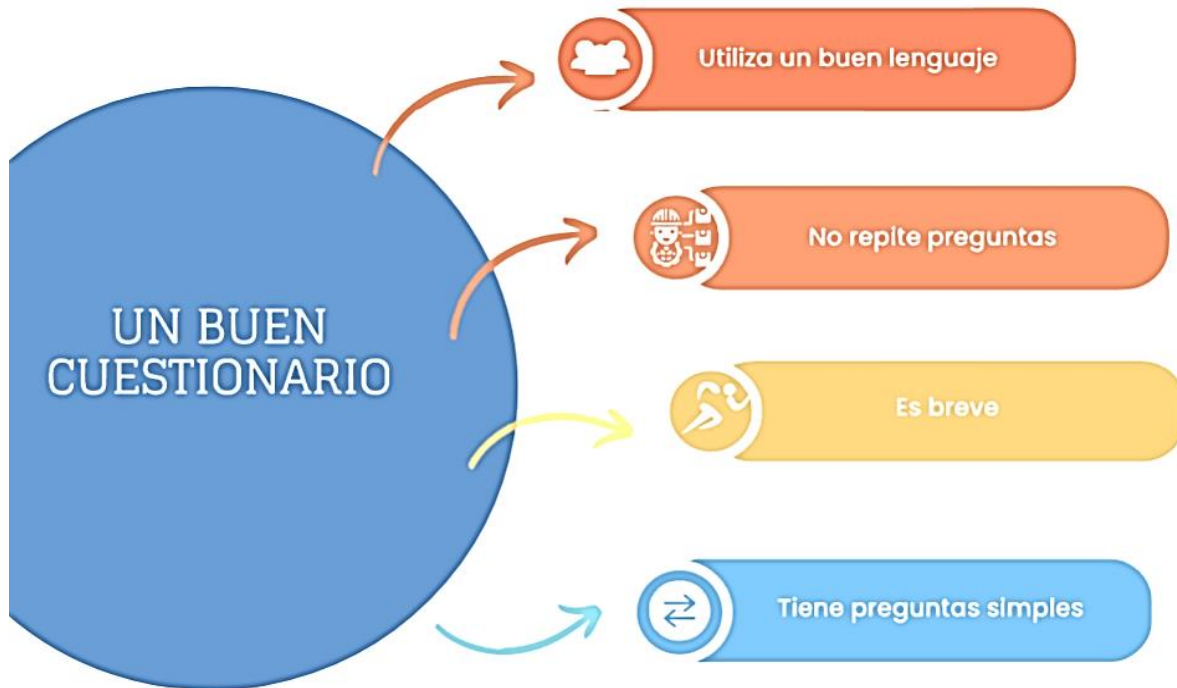 Utiliza un buen lenguaje
No repite preguntas
UN BUEN
CUESTIONARIO
Es breve
Tiene preguntas simples